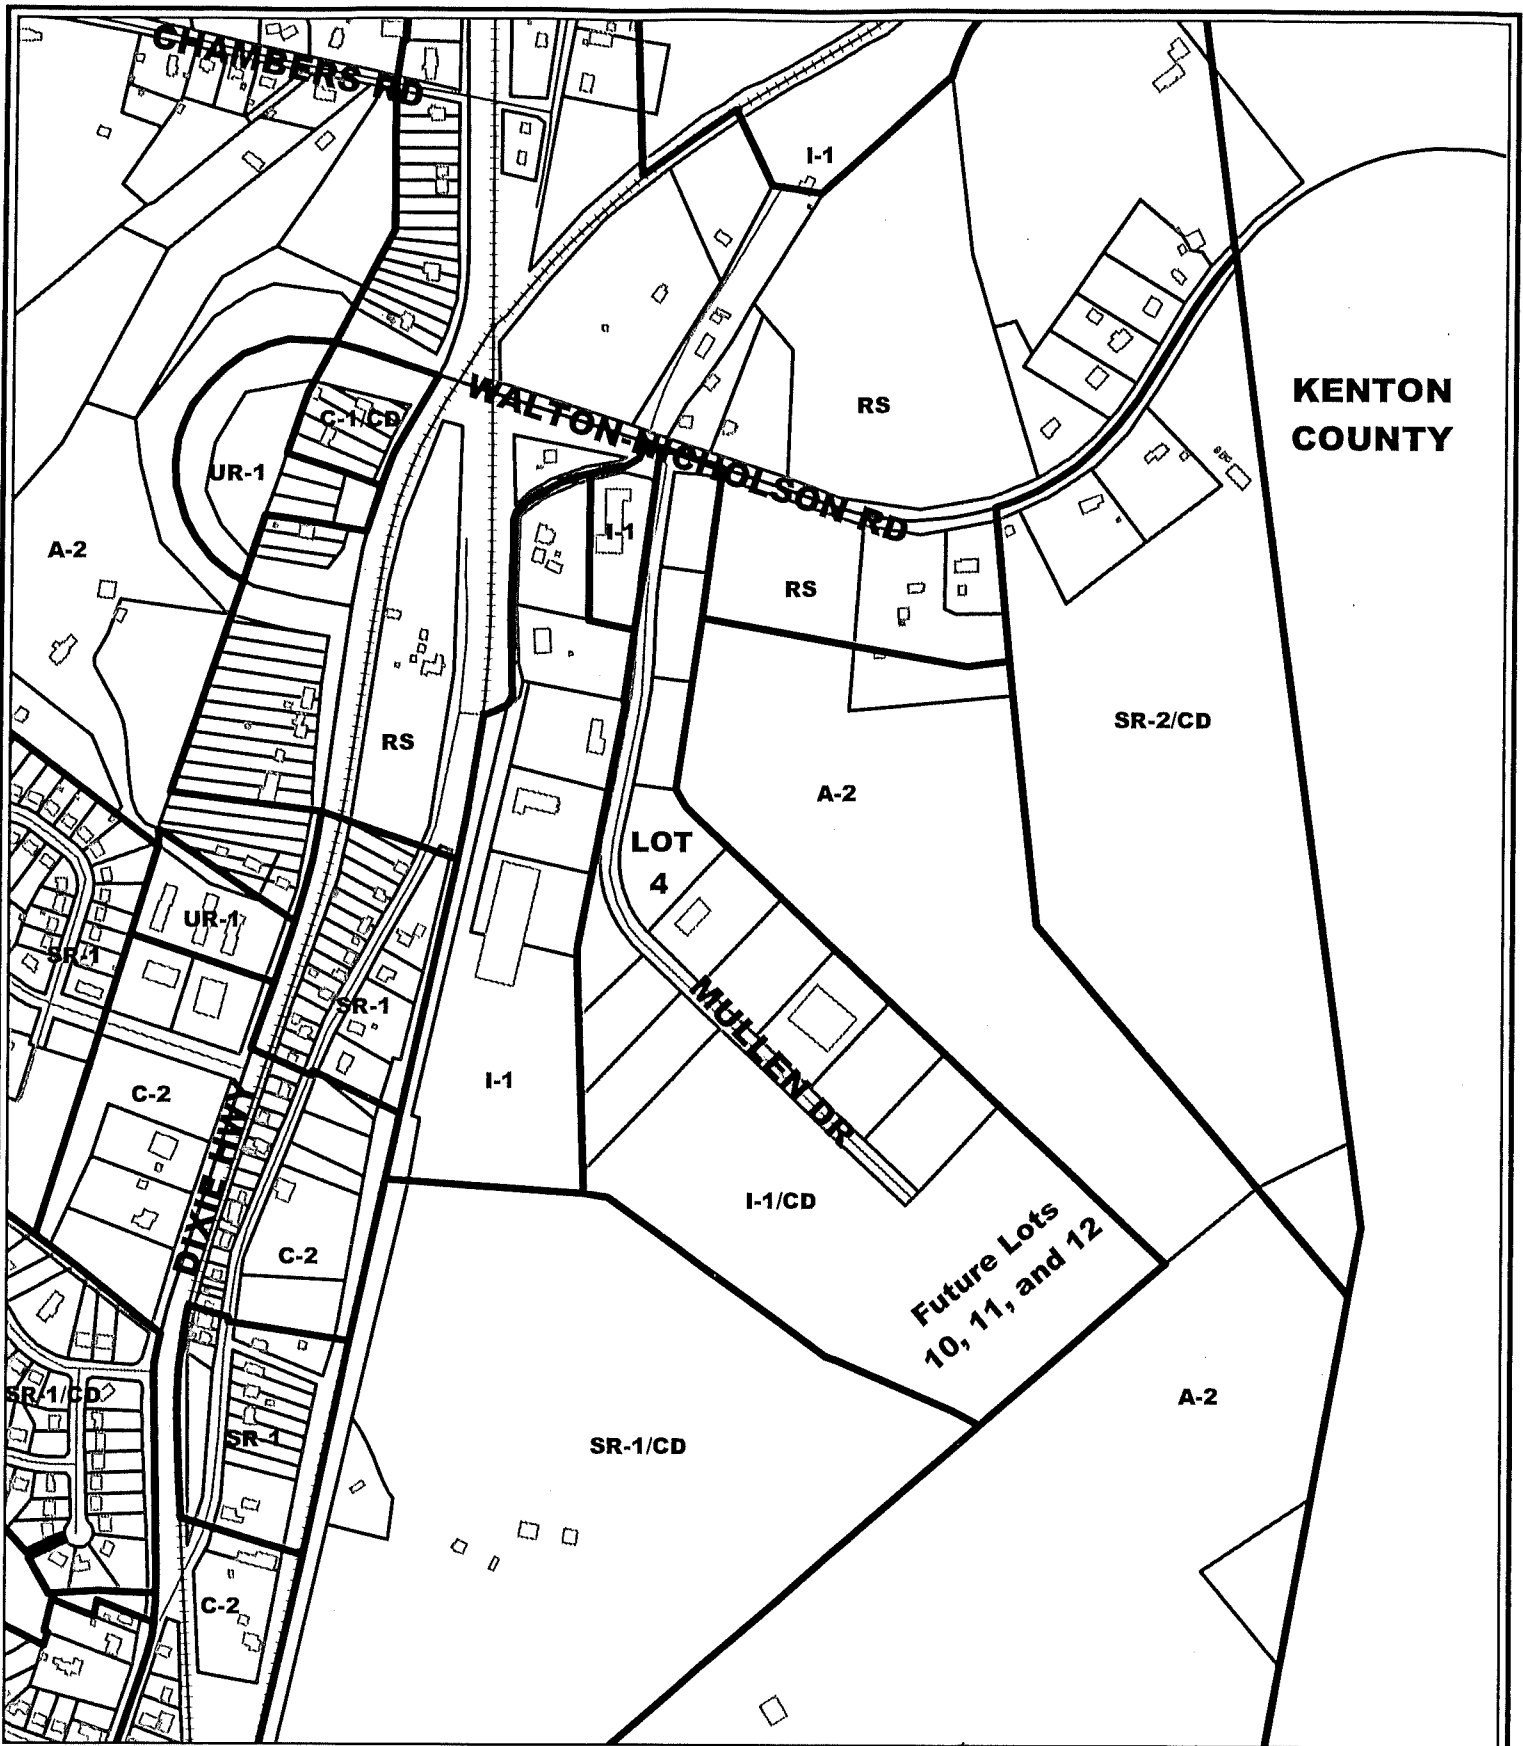 CHAMBERS RD
I-1
KENTON
COUNTY
WALTON-NICHOLSON RD
RS
C-1/CD
UR-1
I-1
A-2
RS
SR-2/CD
RS
A-2
LOT
4
UR-1
SR-1
SR-1
MULLEN DR
I-1
C-2
DIXIE HWY
I-1/CD
C-2
Future Lots
10, 11, and 12
SR-1/CD
A-2
SR-1
SR-1/CD
C-2